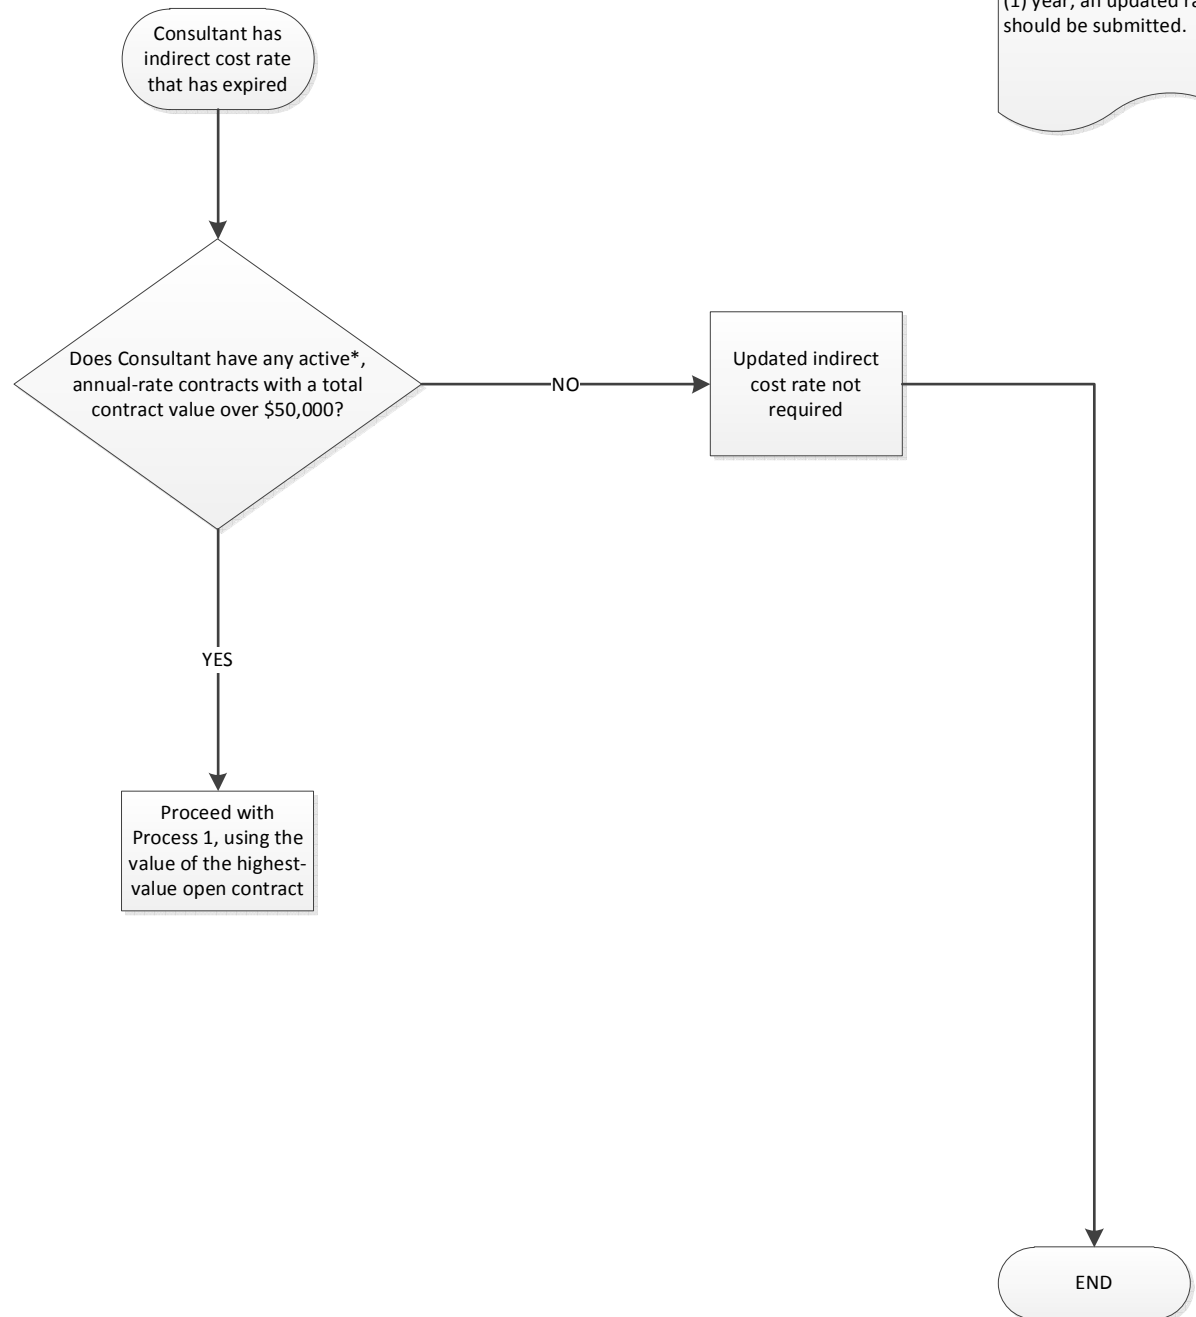 (1) year, an updated
should be submitted.
Consultant has
indirect cost rate
that has expired
Does Consultant have any active*,
annual-rate contracts with a total
contract value over $50,000?
NO
Updated indirect
cost rate not
required
YES
Proceed with
Process 1, using the
value of the highest-
value open contract
END